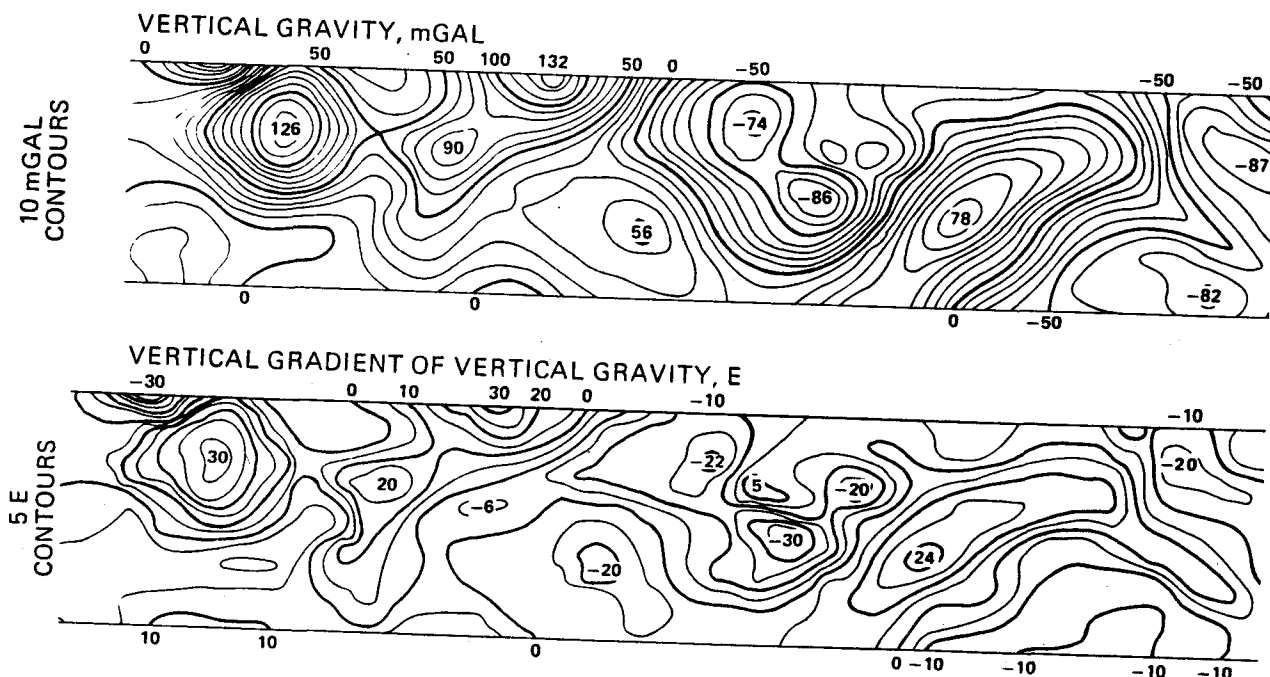 VERTICAL GRAVITY, mGAL
0 50 50 100 132 50 0 -50 -50 -50
10 mGAL
CONTOURS
126
90
-74
-86
-87
56
78
-82
0 0 0 -50
VERTICAL GRADIENT OF VERTICAL GRAVITY, E
-30 0 10 30 20 0 -10 -10
5 E
CONTOURS
30
20
-6
-22
5
-20
-20
-30
-20
24
10 10 0 0 -10 -10 -10 -10